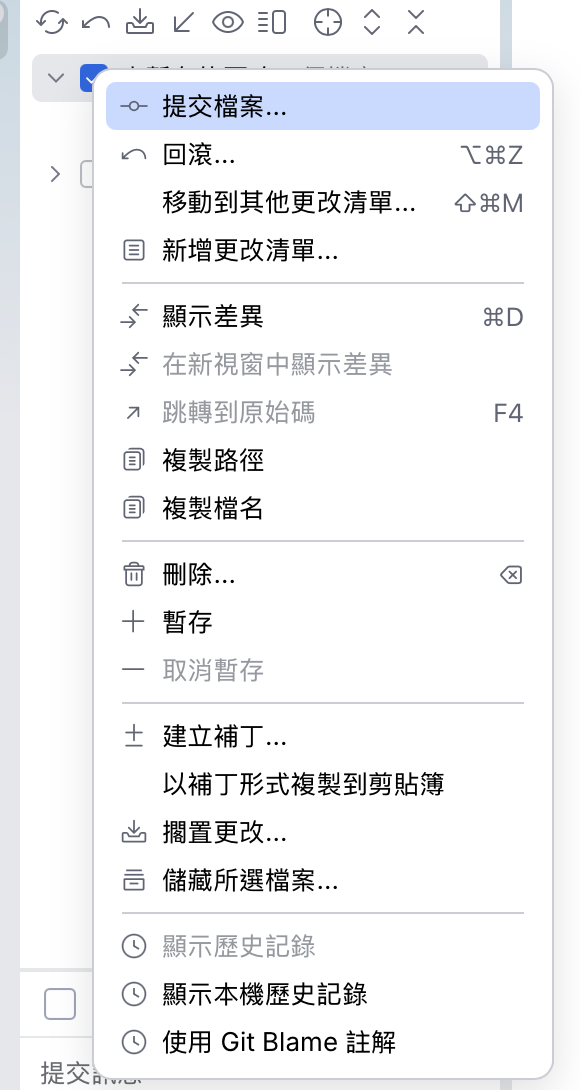 提交檔案...
回滾... ⌥⌘Z
移動到其他更改清單... ⇧⌘M
新增更改清單...
顯示差異 ⌘D
在新視窗中顯示差異
跳轉到原始碼 F4
複製路徑
複製檔名
刪除... ⌫
暫存
取消暫存
建立補丁...
以補丁形式複製到剪貼簿
擱置更改...
儲藏所選檔案...
顯示歷史記錄
顯示本機歷史記錄
使用 Git Blame 註解
提交